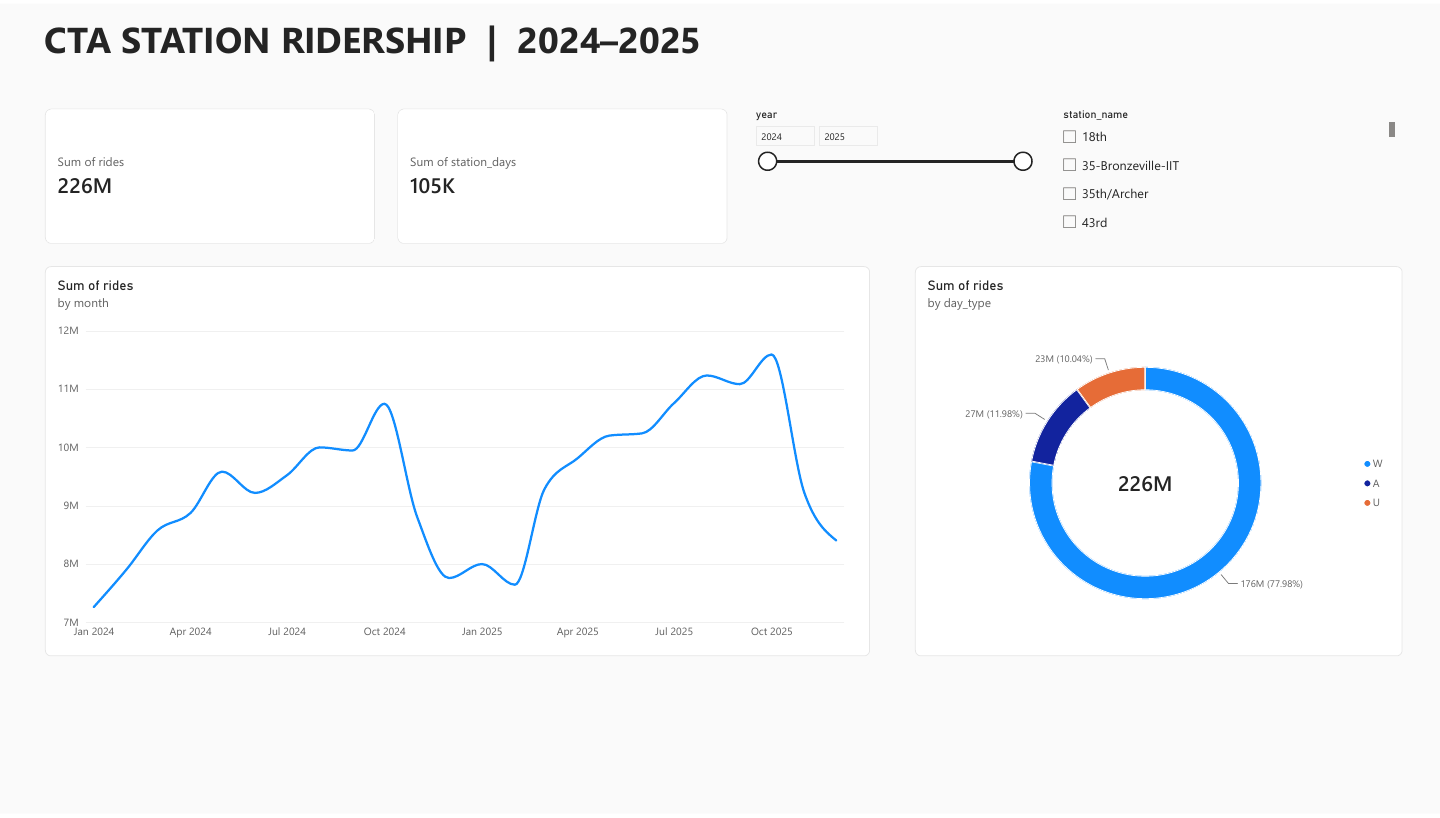 CTA STATION RIDERSHIP | 2024–2025
Sum of rides
226M
Sum of station_days
105K
year
2024 2025
station_name
18th
35-Bronzeville-IIT
35th/Archer
43rd
Sum of rides
by month
12M
11M
10M
9M
8M
7M
Jan 2024 Apr 2024 Jul 2024 Oct 2024 Jan 2025 Apr 2025 Jul 2025 Oct 2025
Sum of rides
by day_type
23M (10.04%)
27M (11.98%)
226M
176M (77.98%)
W
A
U